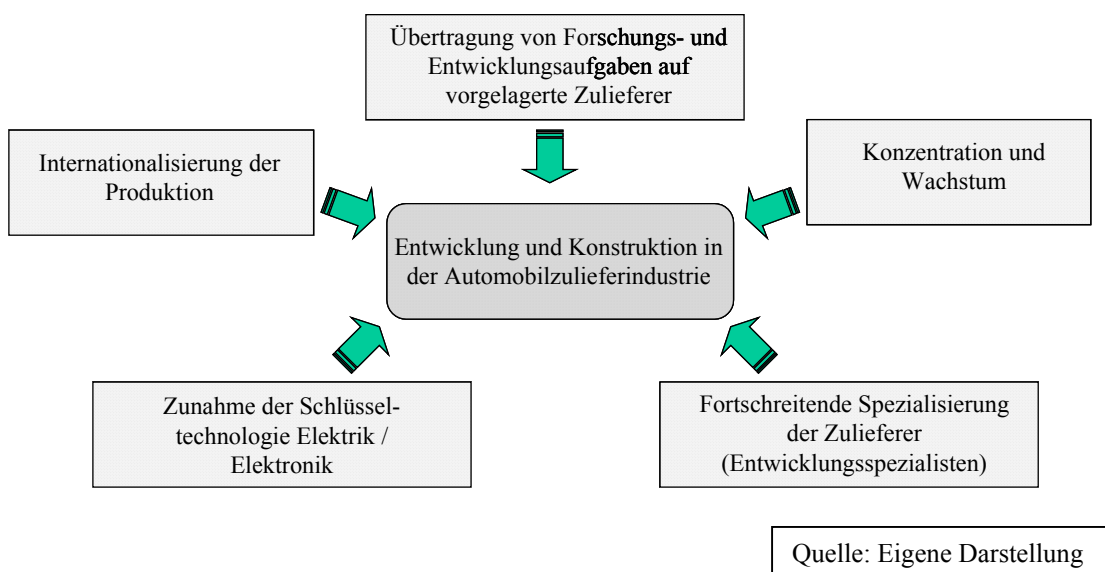 Übertragung von Forschungs- und
Entwicklungsaufgaben auf
vorgelagerte Zulieferer
Internationalisierung der
Produktion
Konzentration und
Wachstum
Entwicklung und Konstruktion in
der Automobilzulieferindustrie
Zunahme der Schlüssel-
technologie Elektrik /
Elektronik
Fortschreitende Spezialisierung
der Zulieferer
(Entwicklungsspezialisten)
Quelle: Eigene Darstellung